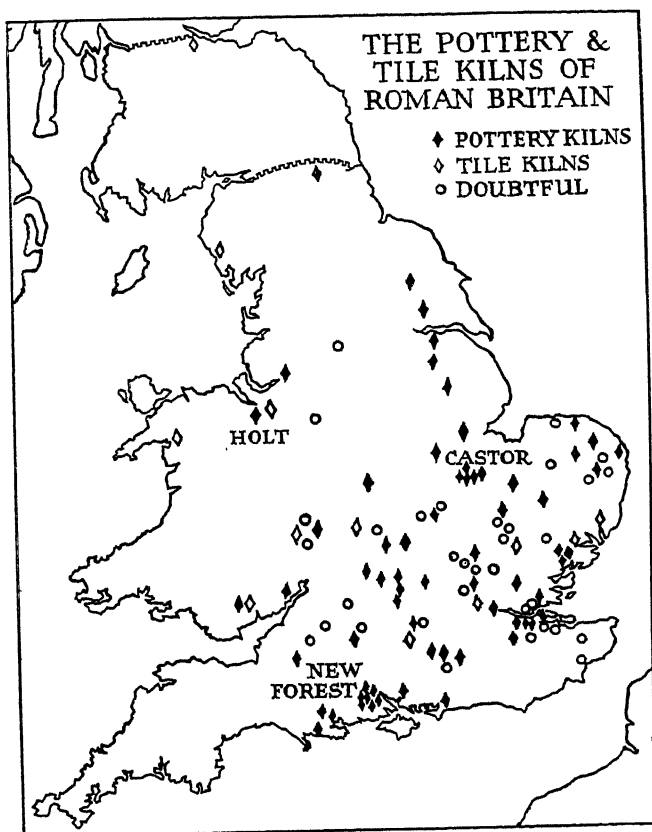 THE POTTERY &
TILE KILNS OF
ROMAN BRITAIN
POTTERY KILNS
TILE KILNS
DOUBTFUL
HOLT
CASTOR
NEW
FOREST